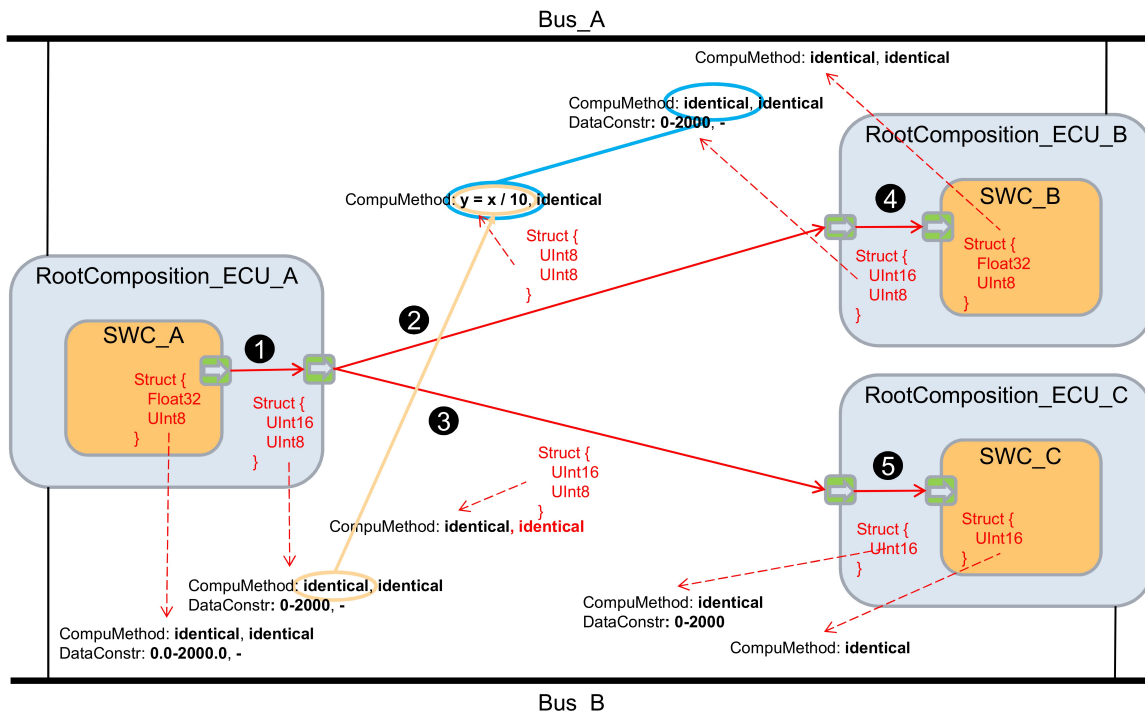 Bus_A
CompuMethod: identical, identical
CompuMethod: identical, identical
DataConstr: 0-2000, -
RootComposition_ECU_B
SWC_B
4
Struct {
Float32
UInt8
}
Struct {
UInt16
UInt8
}
CompuMethod: y = x / 10, identical
Struct {
UInt8
UInt8
}
RootComposition_ECU_A
SWC_A
1
2
3
Struct {
Float32
UInt8
}
Struct {
UInt16
UInt8
}
RootComposition_ECU_C
SWC_C
5
Struct {
UInt16
UInt8
}
CompuMethod: identical, identical
Struct {
UInt16
}
Struct {
UInt16
}
CompuMethod: identical, identical
DataConstr: 0-2000, -
CompuMethod: identical
DataConstr: 0-2000
CompuMethod: identical, identical
DataConstr: 0.0-2000.0, -
CompuMethod: identical
Bus_B